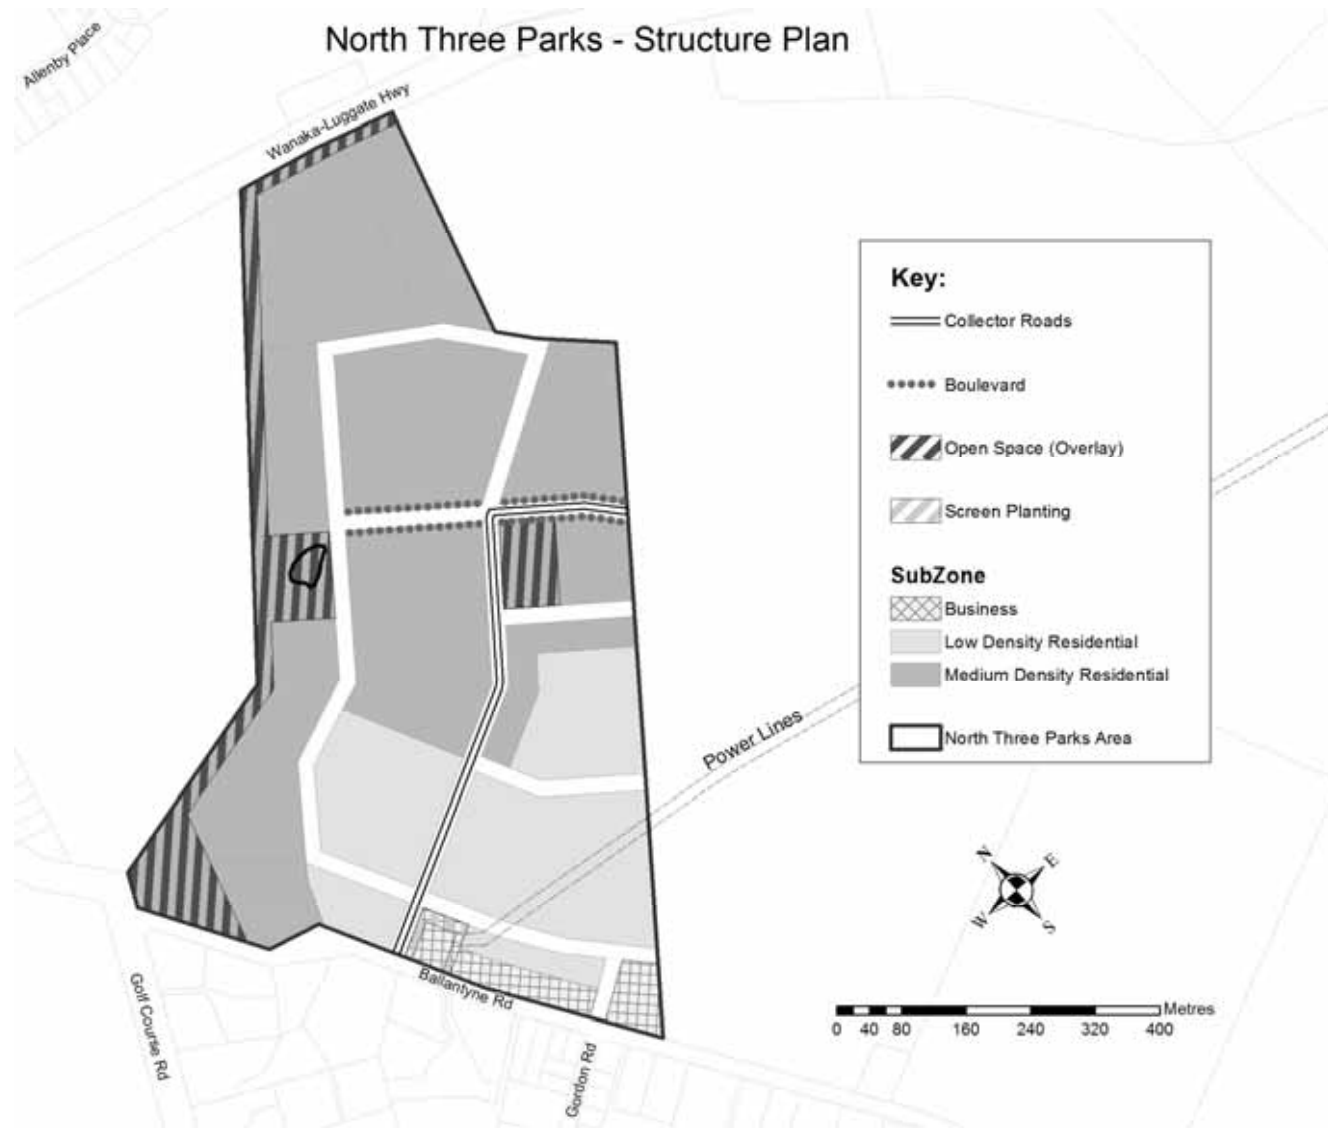 North Three Parks - Structure Plan
Allenby Place
Wanaka-Luggate Hwy
Key:
Collector Roads
Boulevard
Open Space (Overlay)
Screen Planting
SubZone
Business
Low Density Residential
Medium Density Residential
North Three Parks Area
Power Lines
N
E
W
S
Ballantyne Rd
Golf Course Rd
Gordon Rd
Metres
0 40 80 160 240 320 400